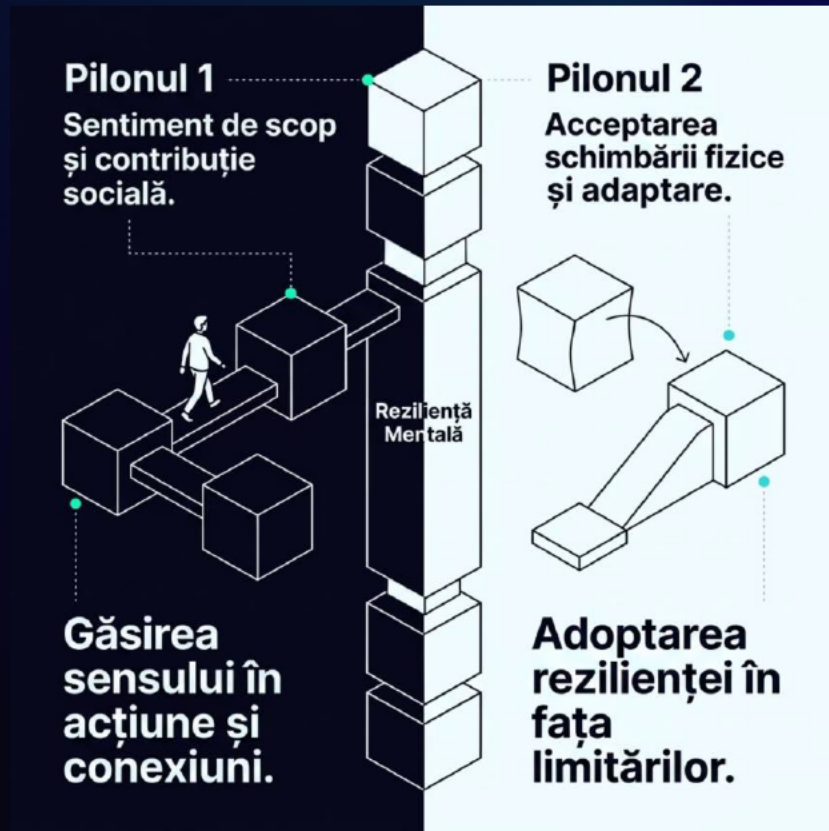 Pilonul 1
Sentiment de scop
și contribuție
socială.
Pilonul 2
Acceptarea
schimbării fizice
și adaptare.
Reziliență
Mentală
Găsirea
sensului în
acțiune și
conexiuni.
Adoptarea
rezilienței în
fața
limitărilor.